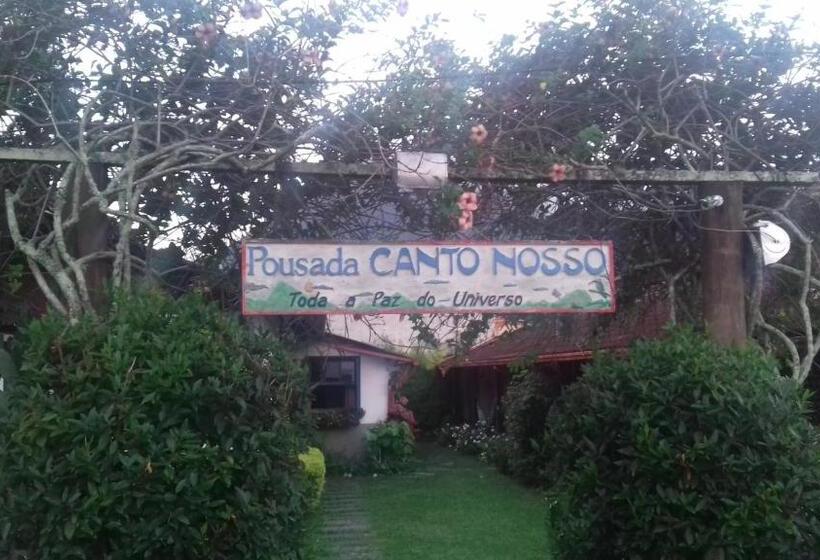 Pousada CANTO NOSSO
Toda a Paz do Universo